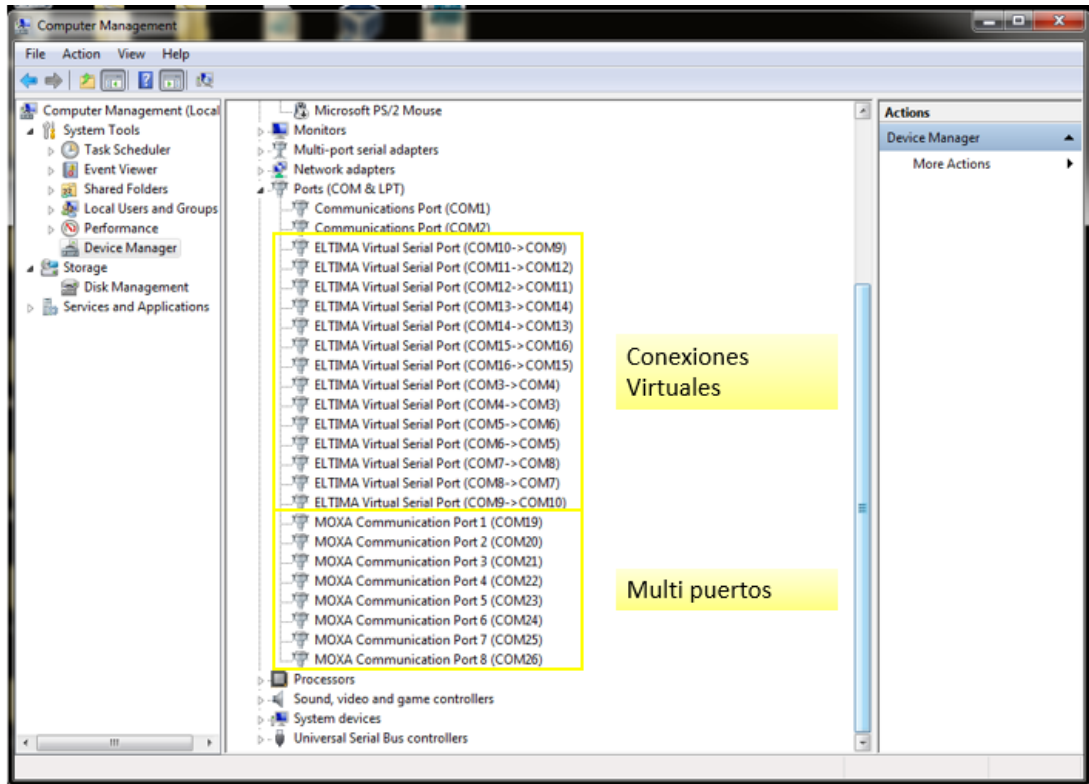 Computer Management
File Action View Help
Computer Management (Local
System Tools
Task Scheduler
Event Viewer
Shared Folders
Local Users and Groups
Performance
Device Manager
Storage
Disk Management
Services and Applications
Microsoft PS/2 Mouse
Monitors
Multi-port serial adapters
Network adapters
Ports (COM & LPT)
Communications Port (COM1)
Communications Port (COM2)
ELTIMA Virtual Serial Port (COM10->COM9)
ELTIMA Virtual Serial Port (COM11->COM12)
ELTIMA Virtual Serial Port (COM12->COM11)
ELTIMA Virtual Serial Port (COM13->COM14)
ELTIMA Virtual Serial Port (COM14->COM13)
ELTIMA Virtual Serial Port (COM15->COM16)
ELTIMA Virtual Serial Port (COM16->COM15)
ELTIMA Virtual Serial Port (COM3->COM4)
ELTIMA Virtual Serial Port (COM4->COM3)
ELTIMA Virtual Serial Port (COM5->COM6)
ELTIMA Virtual Serial Port (COM6->COM5)
ELTIMA Virtual Serial Port (COM7->COM8)
ELTIMA Virtual Serial Port (COM8->COM7)
ELTIMA Virtual Serial Port (COM9->COM10)
MOXA Communication Port 1 (COM19)
MOXA Communication Port 2 (COM20)
MOXA Communication Port 3 (COM21)
MOXA Communication Port 4 (COM22)
MOXA Communication Port 5 (COM23)
MOXA Communication Port 6 (COM24)
MOXA Communication Port 7 (COM25)
MOXA Communication Port 8 (COM26)
Processors
Sound, video and game controllers
System devices
Universal Serial Bus controllers
Conexiones
Virtuales
Multi puertos
Actions
Device Manager
More Actions